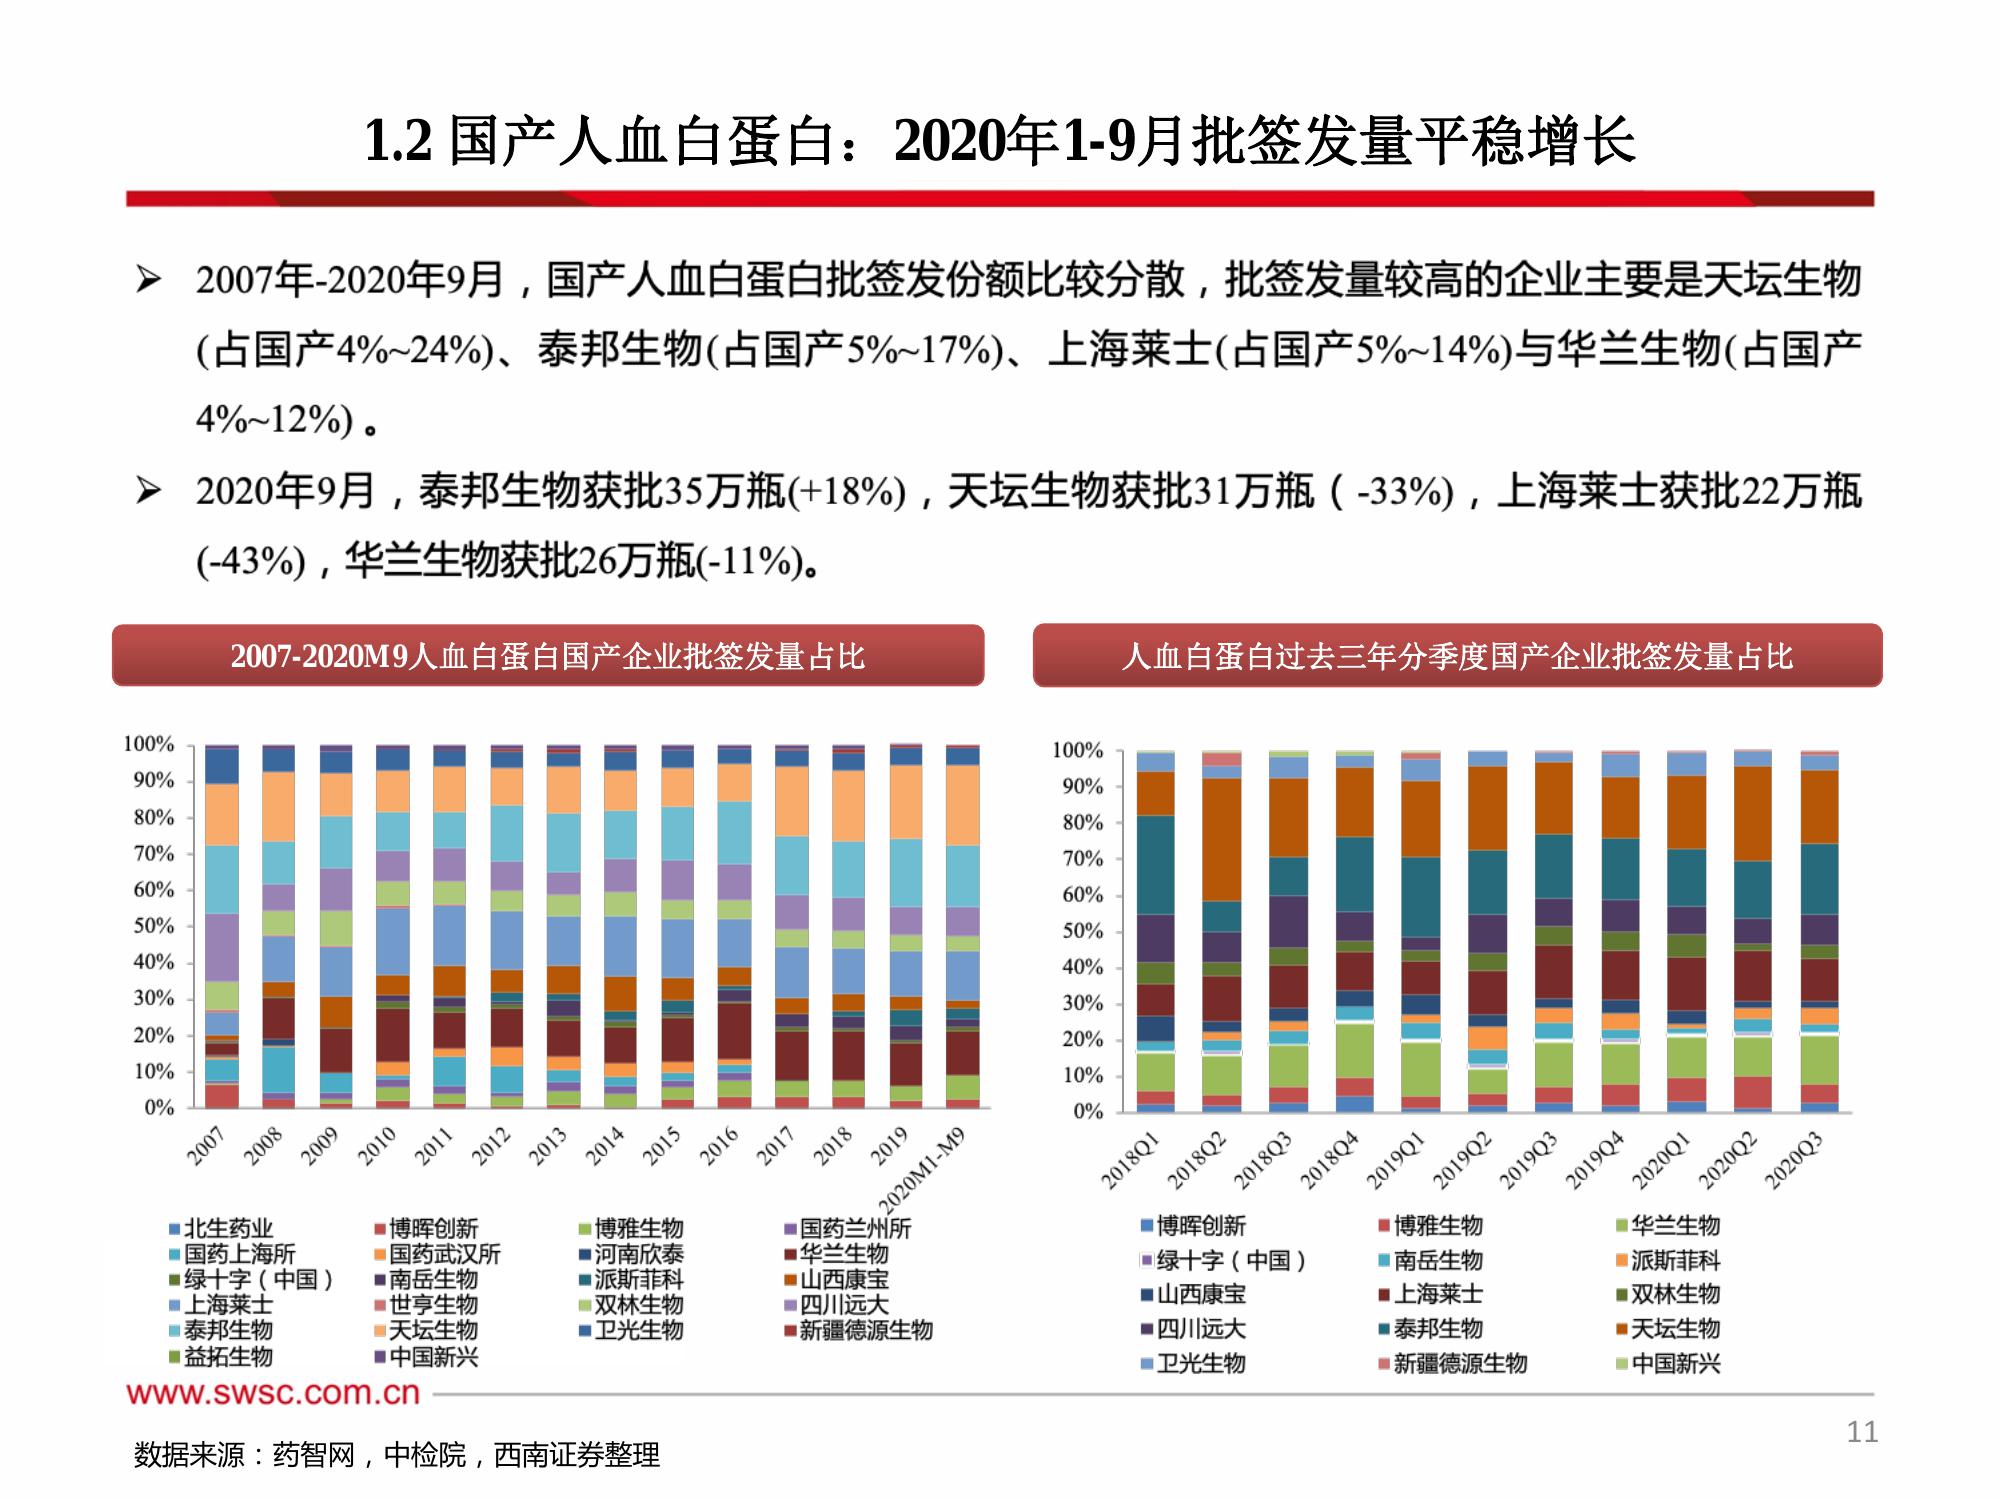 1.2 国产人血白蛋白：2020年1-9月批签发量平稳增长
➢ 2007年-2020年9月，国产人血白蛋白批签发份额比较分散，批签发量较高的企业主要是天坛生物
(占国产4%~24%)、泰邦生物(占国产5%~17%)、上海莱士(占国产5%~14%)与华兰生物(占国产
4%~12%) 。
➢ 2020年9月，泰邦生物获批35万瓶(+18%)，天坛生物获批31万瓶（ -33%)，上海莱士获批22万瓶
(-43%)，华兰生物获批26万瓶(-11%)。
2007-2020M9人血白蛋白国产企业批签发量占比
100%
90%
80%
70%
60%
50%
40%
30%
20%
10%
0%
2007 2008 2009 2010 2011 2012 2013 2014 2015 2016 2017 2018 2019 2020M1-M9
北生药业 博晖创新 博雅生物 国药兰州所
国药上海所 国药武汉所 河南欣泰 华兰生物
绿十字（中国） 南岳生物 派斯菲科 山西康宝
上海莱士 世亨生物 双林生物 四川远大
泰邦生物 天坛生物 卫光生物 新疆德源生物
益拓生物 中国新兴
人血白蛋白过去三年分季度国产企业批签发量占比
100%
90%
80%
70%
60%
50%
40%
30%
20%
10%
0%
2018Q1 2018Q2 2018Q3 2018Q4 2019Q1 2019Q2 2019Q3 2019Q4 2020Q1 2020Q2 2020Q3
博晖创新 博雅生物 华兰生物
绿十字（中国） 南岳生物 派斯菲科
山西康宝 上海莱士 双林生物
四川远大 泰邦生物 天坛生物
卫光生物 新疆德源生物 中国新兴
www.swsc.com.cn
11
数据来源：药智网，中检院，西南证券整理